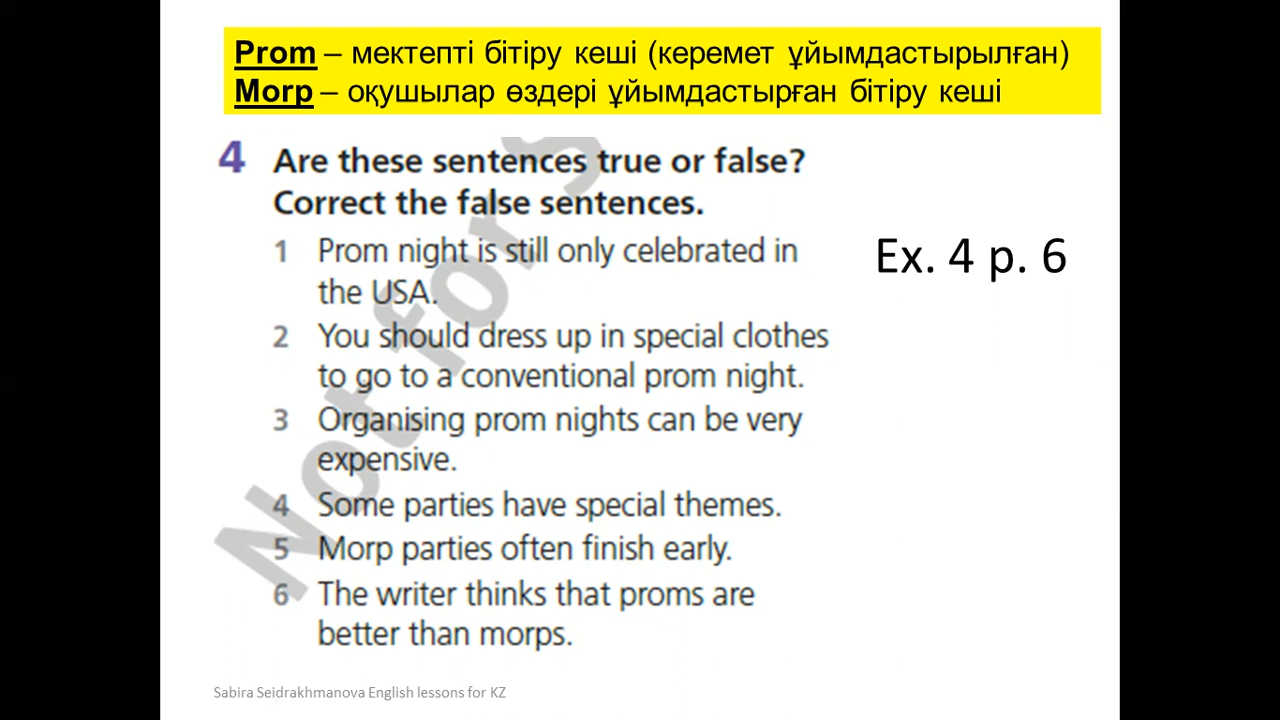 Prom – мектепті бітіру кеші (керемет ұйымдастырылған)
Morp – оқушылар өздері ұйымдастырған бітіру кеші
4 Are these sentences true or false?
Correct the false sentences.
1 Prom night is still only celebrated in
the USA.
Ex. 4 p. 6
2 You should dress up in special clothes
to go to a conventional prom night.
3 Organising prom nights can be very
expensive.
4 Some parties have special themes.
5 Morp parties often finish early.
6 The writer thinks that proms are
better than morps.
Not for s
Sabira Seidrakhmanova English lessons for KZ